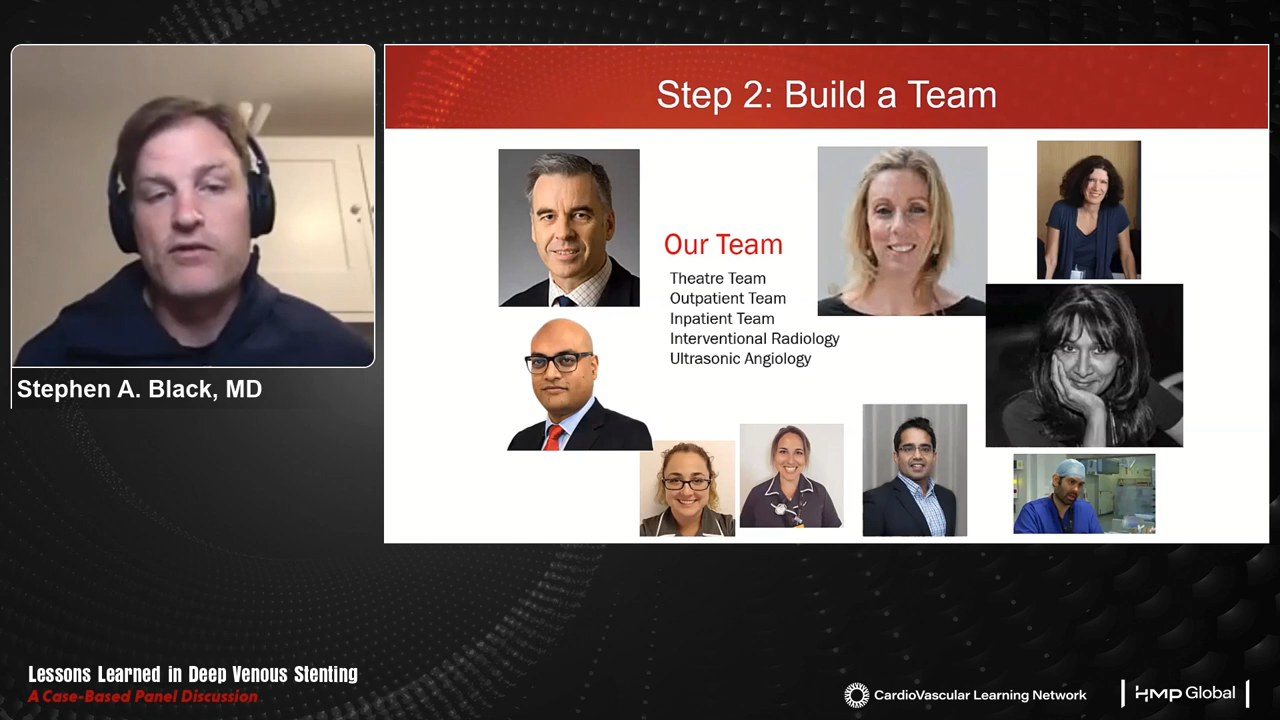 Step 2: Build a Team
Our Team
Theatre Team
Outpatient Team
Inpatient Team
Interventional Radiology
Ultrasonic Angiology
Stephen A. Black, MD
Lessons Learned in Deep Venous Stenting
A Case-Based Panel Discussion
CardioVascular Learning Network
HMP Global